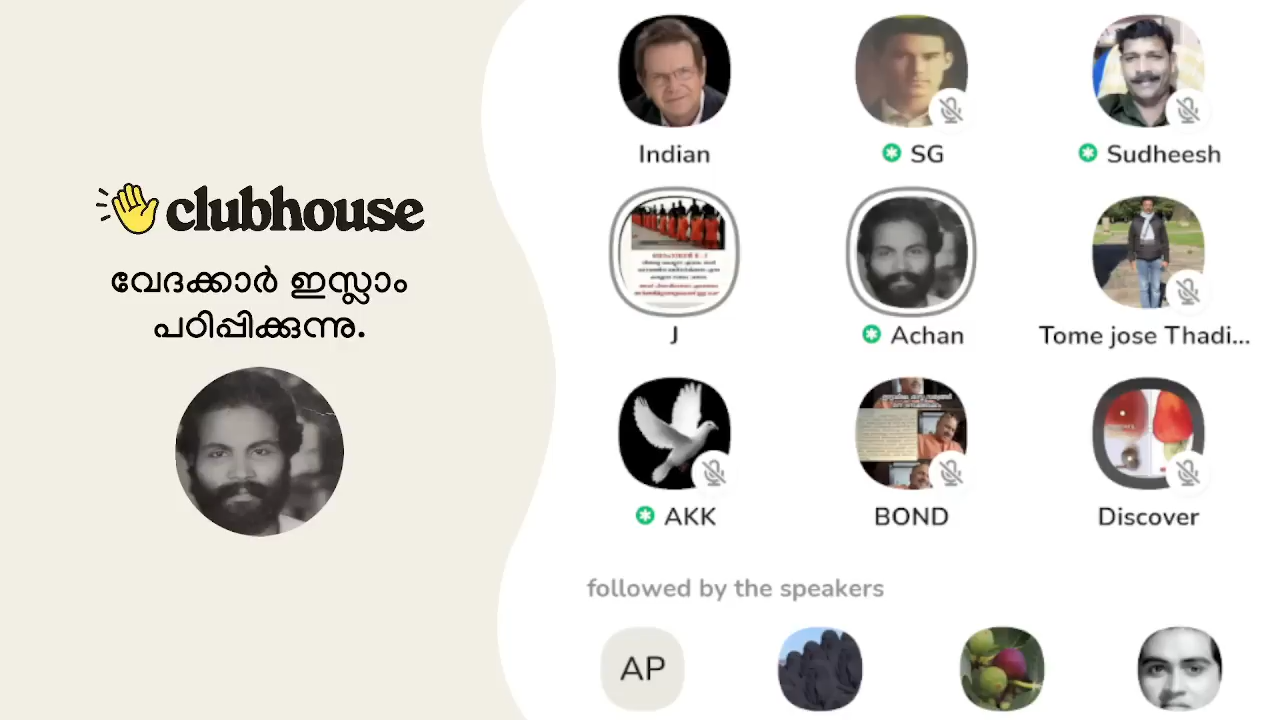 clubhouse
വേദക്കാർ ഇസ്ലാം
പഠിപ്പിക്കുന്നു.
Indian
SG
Sudheesh
J
Achan
Tome jose Thadi...
AKK
BOND
Discover
followed by the speakers
AP